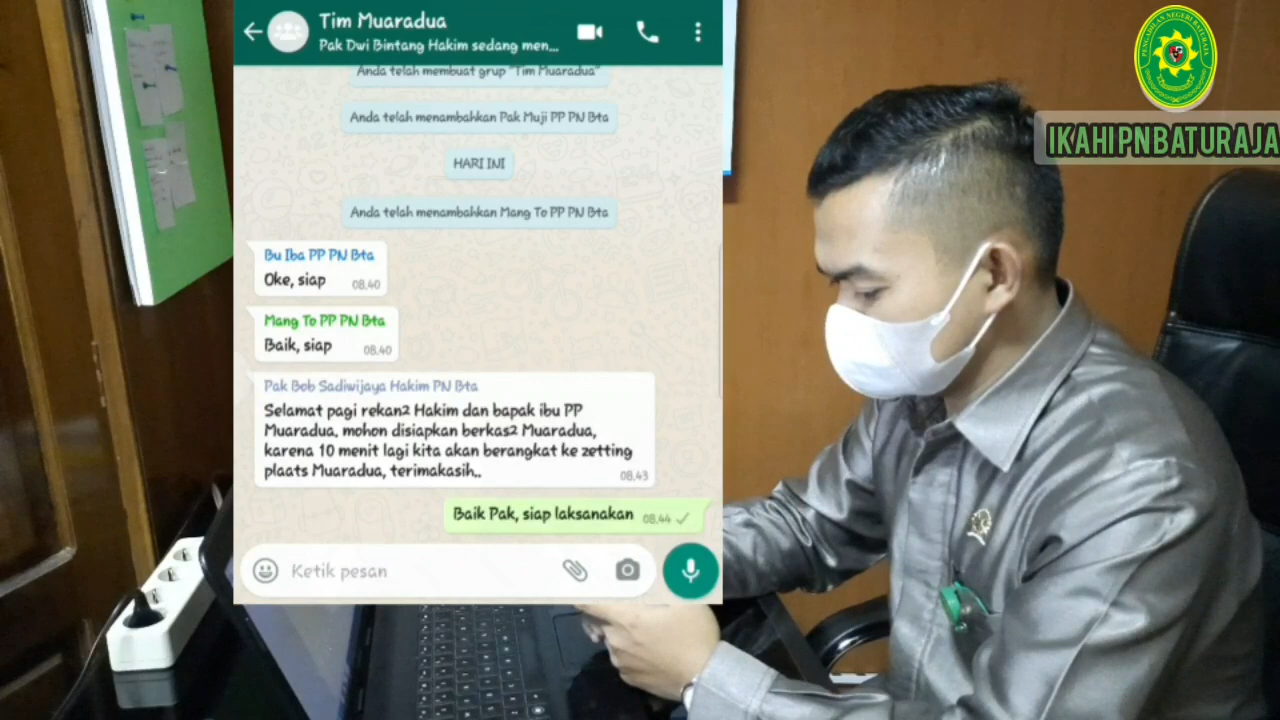 Tim Muaradua
Pak Dwi Bintang Hakim sedang men...
Anda telah membuat grup "Tim Muaradua"
Anda telah menambahkan Pak Muji PP PN Bta
HARI INI
Anda telah menambahkan Mang To PP PN Bta
Bu Iba PP PN Bta
Oke, siap 08.40
Mang To PP PN Bta
Baik, siap 08.40
Pak Bob Sadiwijaya Hakim PN Bta
Selamat pagi rekan2 Hakim dan bapak ibu PP
Muaradua, mohon disiapkan berkas2 Muaradua,
karena 10 menit lagi kita akan berangkat ke zetting
plaats Muaradua, terimakasih..
08.43
Baik Pak, siap laksanakan 08.44
Ketik pesan
PENGADILAN NEGERI BATURAJA
IKAHIPNBATURAJA